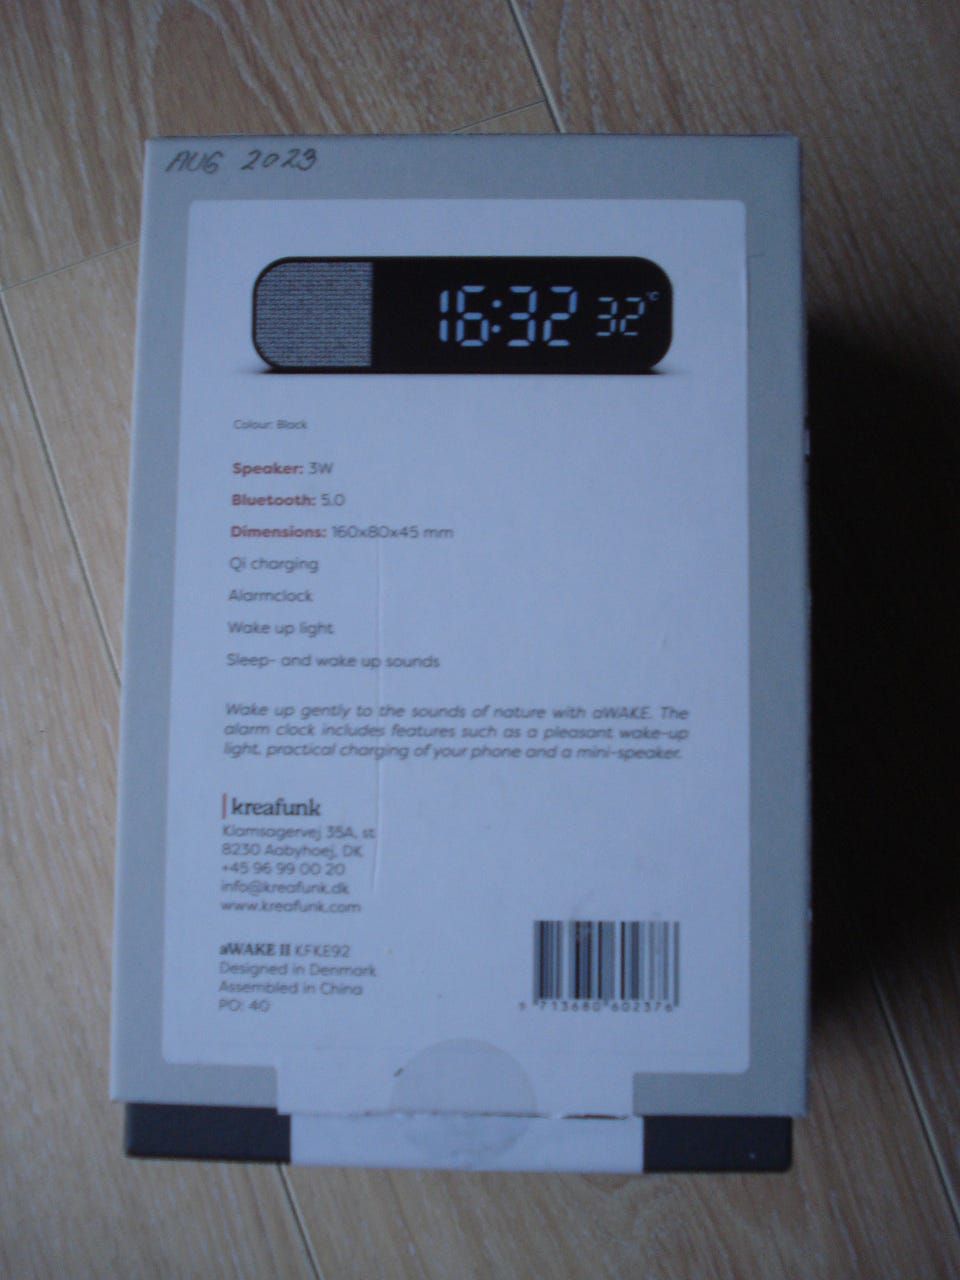 AUG 2023
16:32 32°C
Colour: Black
Speaker: 3W
Bluetooth: 5.0
Dimensions: 160x80x45 mm
Qi charging
Alarmclock
Wake up light
Sleep- and wake up sounds
Wake up gently to the sounds of nature with aWAKE. The
alarm clock includes features such as a pleasant wake-up
light, practical charging of your phone and a mini-speaker.
kreafunk
Klamsagervej 35A, st
8230 Aabyhoej, DK
+45 96 99 00 20
info@kreafunk.dk
www.kreafunk.com
aWAKE II KFKE92
Designed in Denmark
Assembled in China
PO: 40
5 713680 602376